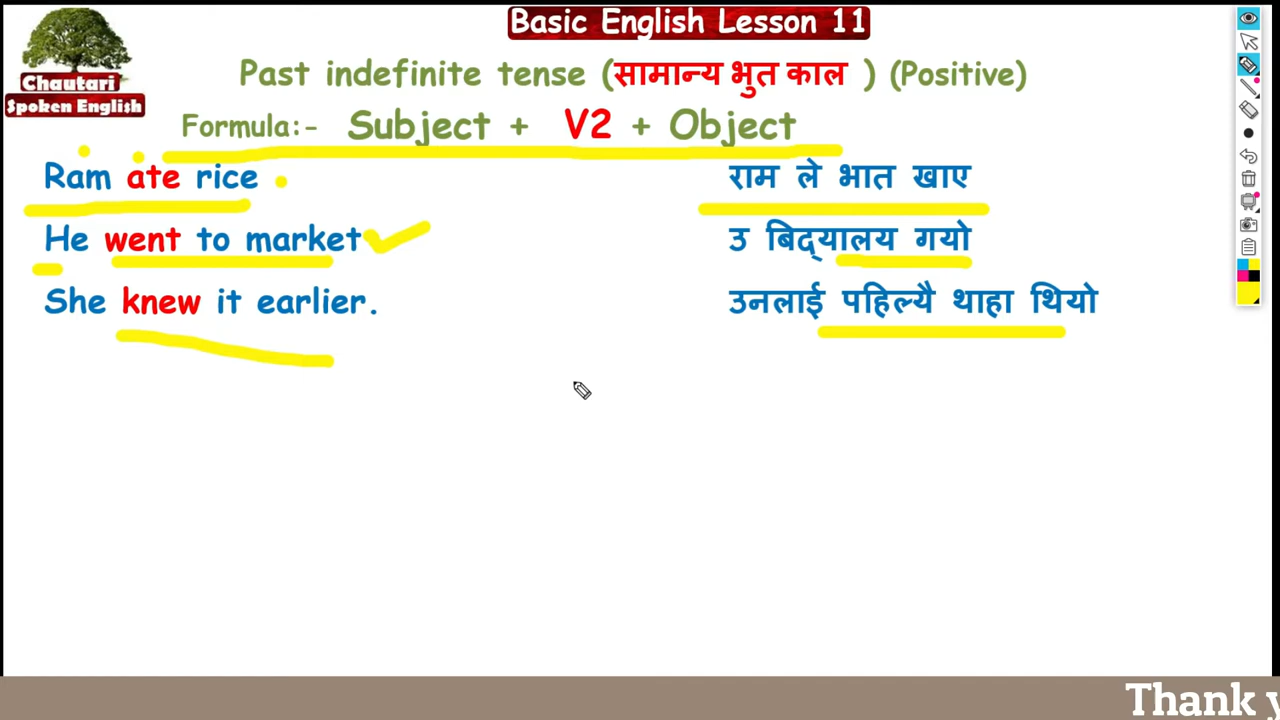 Basic English Lesson 11
Chautari
Spoken English
Past indefinite tense (सामान्य भुत काल ) (Positive)
Formula:- Subject + V2 + Object
Ram ate rice
राम ले भात खाए
He went to market
उ बिद्यालय गयो
She knew it earlier.
उनलाई पहिल्यै थाहा थियो
Thank